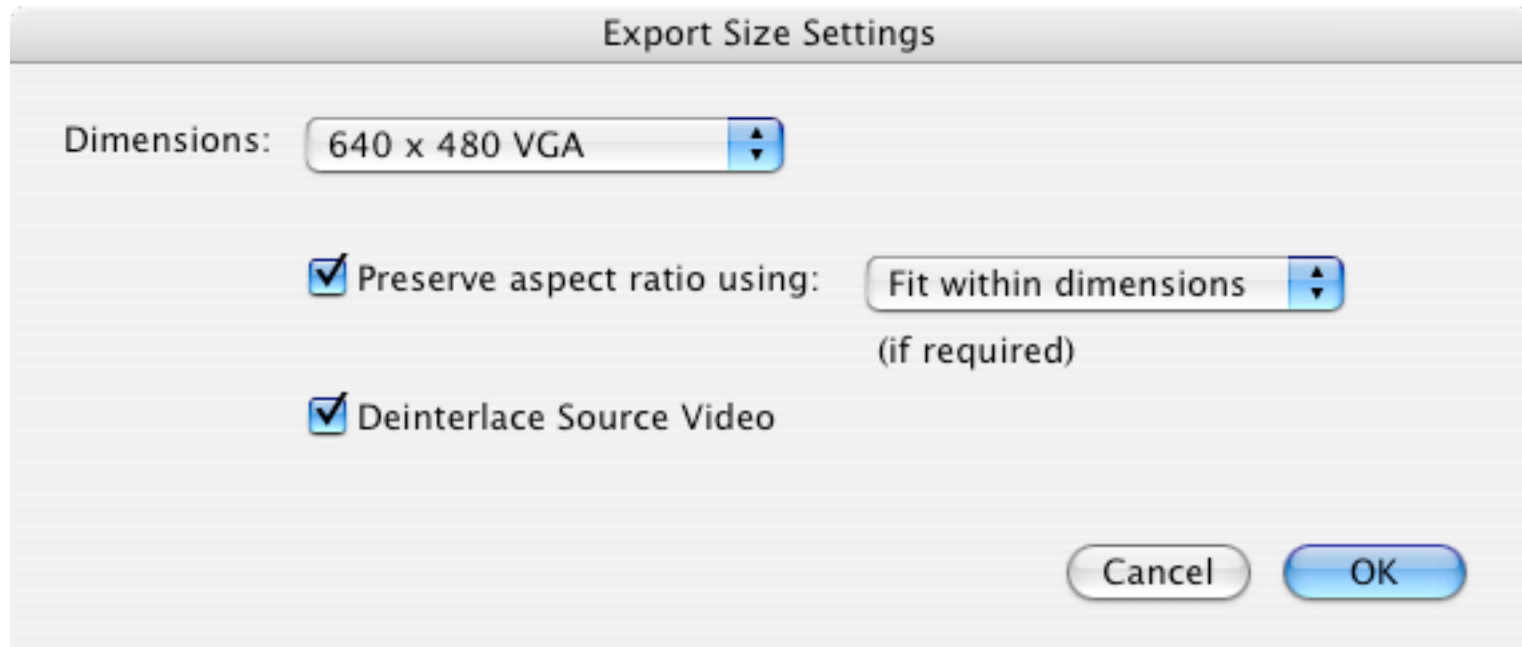 Export Size Settings
Dimensions: 640 x 480 VGA
Preserve aspect ratio using: Fit within dimensions
(if required)
Deinterlace Source Video
Cancel OK